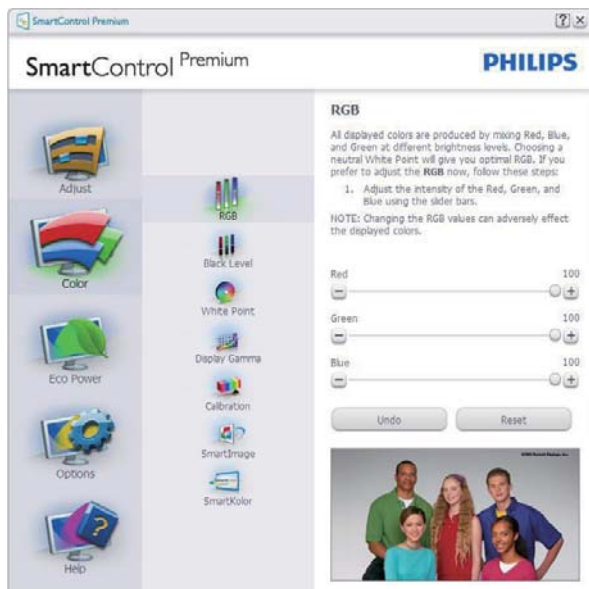 SmartControl Premium
SmartControl Premium
PHILIPS
Adjust
Color
Eco Power
Options
Help
RGB
Black Level
White Point
Display Gamma
Calibration
SmartImage
SmartKolor
RGB
All displayed colors are produced by mixing Red, Blue,
and Green at different brightness levels. Choosing a
neutral White Point will give you optimal RGB. If you
prefer to adjust the RGB now, follow these steps:
1. Adjust the intensity of the Red, Green, and
Blue using the slider bars.
NOTE: Changing the RGB values can adversely effect
the displayed colors.
Red 100
Green 100
Blue 100
Undo Reset